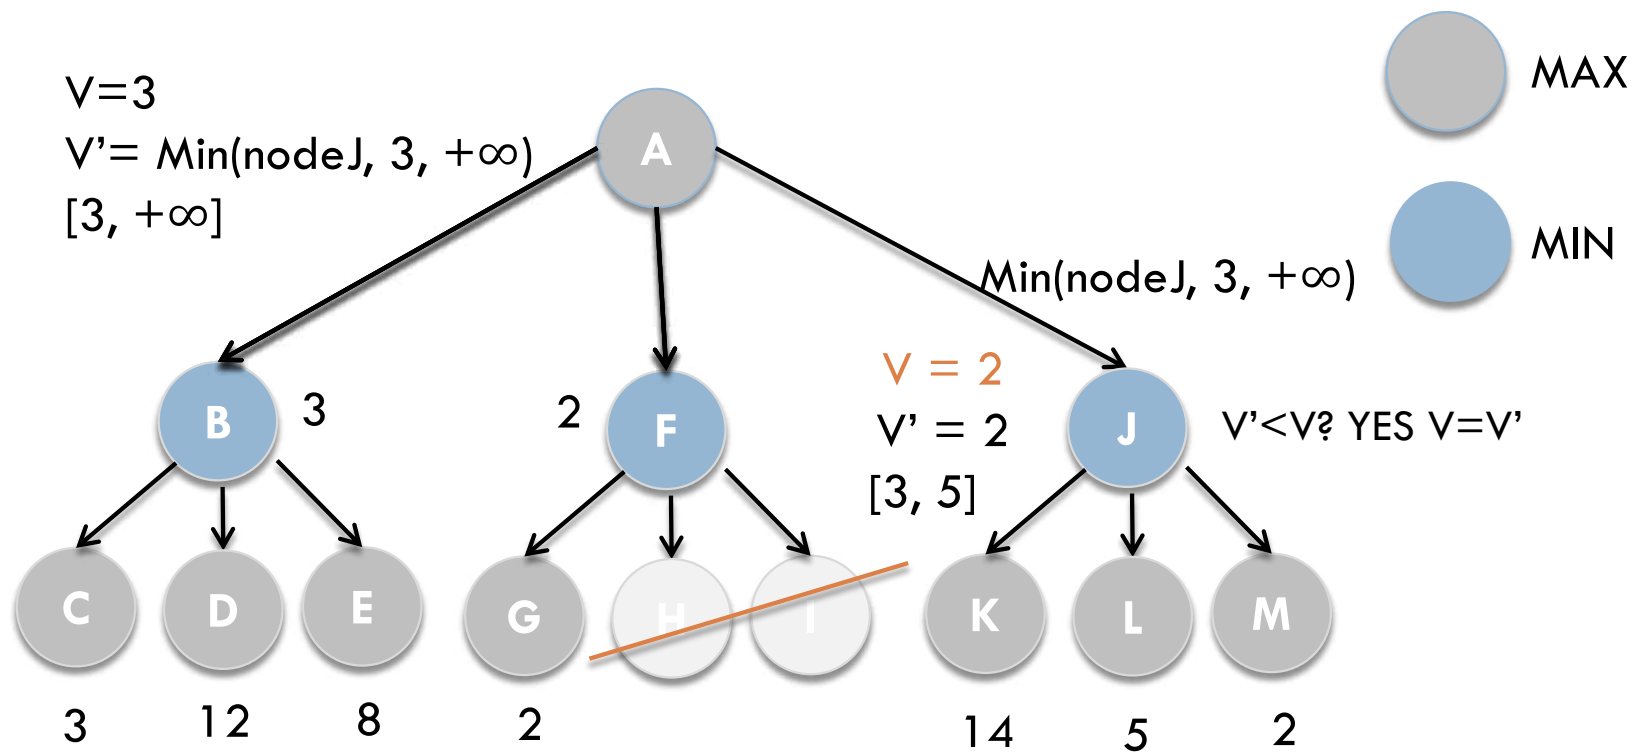 MAX
V=3
V'= Min(nodeJ, 3, +∞)
[3, +∞]
A
MIN
Min(nodeJ, 3, +∞)
V = 2
B
3
2
F
V' = 2
J
V'<V? YES V=V'
[3, 5]
C
D
E
G
H
I
K
L
M
3
12
8
2
14
5
2